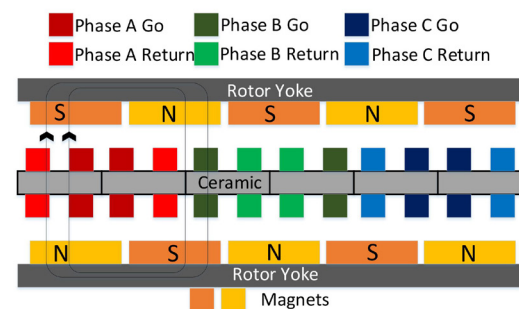 Phase A Go Phase B Go Phase C Go
Phase A Return Phase B Return Phase C Return
Rotor Yoke
S N S N S
Ceramic
N S N S N
Rotor Yoke
Magnets